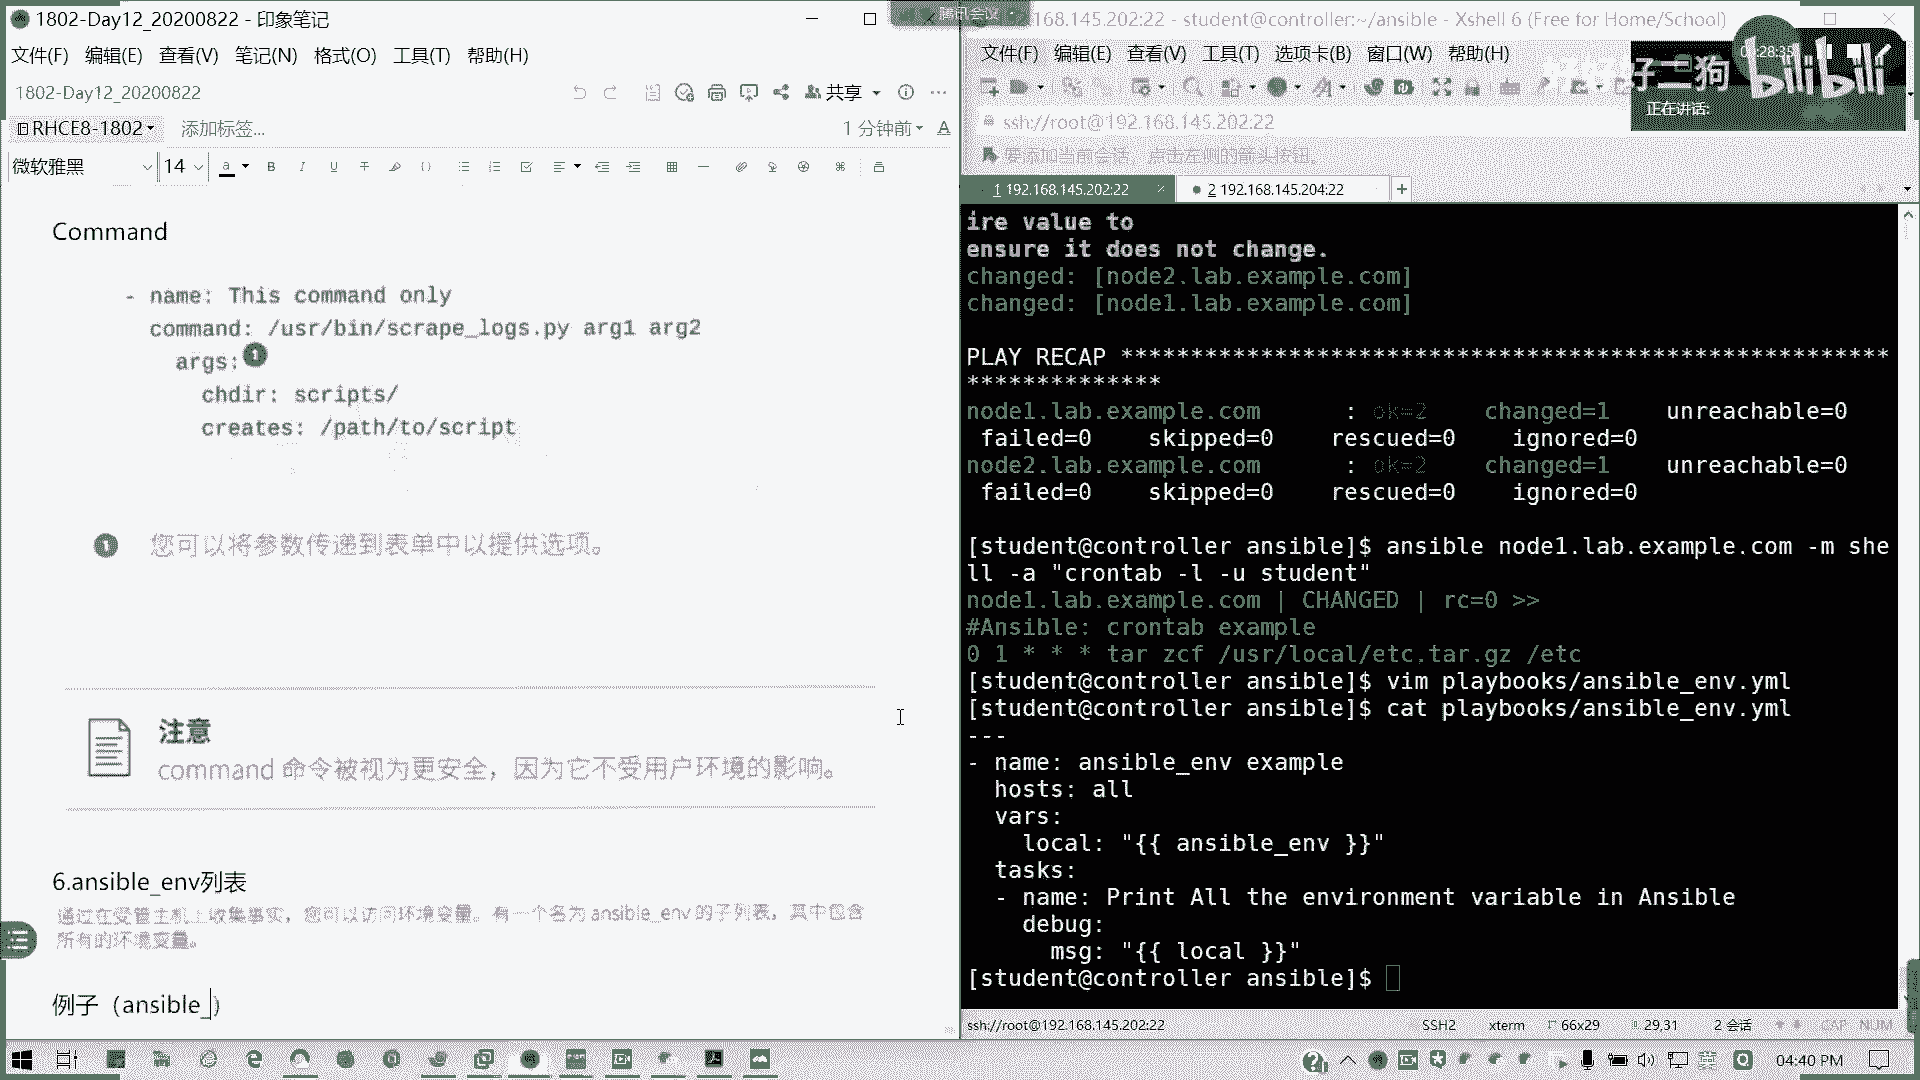 1802-Day12_20200822 - 印象笔记
文件(F) 编辑(E) 查看(V) 笔记(N) 格式(O) 工具(T) 帮助(H)
1802-Day12_20200822
共享
RHCE8-1802
添加标签...
1 分钟前
微软雅黑
14
Command
- name: This command only
command: /usr/bin/scrape_logs.py arg1 arg2
args: 1
chdir: scripts/
creates: /path/to/script
1 您可以将参数传递到表单中以提供选项。
注意
command 命令被视为更安全，因为它不受用户环境的影响。
6.ansible_env列表
通过在受管主机上收集事实，您可以访问环境变量。有一个名为 ansible_env 的子列表，其中包含
所有的环境变量。
例子（ansible_）
腾讯会议
168.145.202:22 - student@controller:~/ansible - Xshell 6 (Free for Home/School)
文件(F) 编辑(E) 查看(V) 工具(T) 选项卡(B) 窗口(W) 帮助(H)
28:35
好二狗
bilibili
正在讲话:
ssh://root@192.168.145.202:22
要添加当前会话，点击左侧的箭头按钮。
1 192.168.145.202:22
2 192.168.145.204:22
ire value to
ensure it does not change.
changed: [node2.lab.example.com]
changed: [node1.lab.example.com]
PLAY RECAP *******************************************************
**************
node1.lab.example.com : ok=2 changed=1 unreachable=0
failed=0 skipped=0 rescued=0 ignored=0
node2.lab.example.com : ok=2 changed=1 unreachable=0
failed=0 skipped=0 rescued=0 ignored=0
[student@controller ansible]$ ansible node1.lab.example.com -m she
ll -a "crontab -l -u student"
node1.lab.example.com | CHANGED | rc=0 >>
#Ansible: crontab example
0 1 * * * tar zcf /usr/local/etc.tar.gz /etc
[student@controller ansible]$ vim playbooks/ansible_env.yml
[student@controller ansible]$ cat playbooks/ansible_env.yml
---
- name: ansible_env example
hosts: all
vars:
local: "{{ ansible_env }}"
tasks:
- name: Print All the environment variable in Ansible
debug:
msg: "{{ local }}"
[student@controller ansible]$
ssh://root@192.168.145.202:22
SSH2
xterm
66x29
29,31
2 会话
CAP NUM
04:40 PM